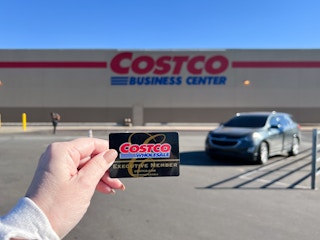 COSTCO
BUSINESS CENTER
COSTCO
WHOLESALE
EXECUTIVE MEMBER